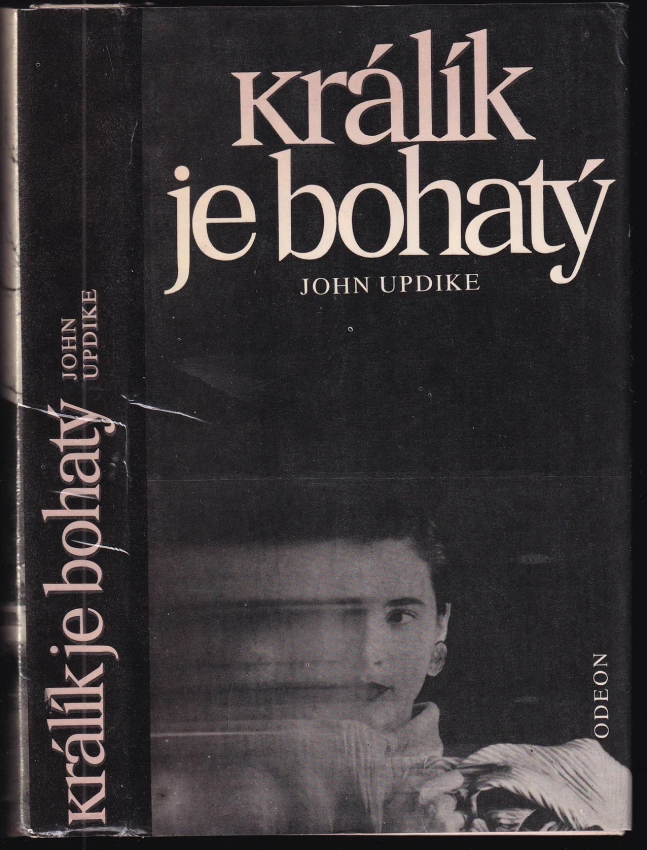 Králík
je bohatý
JOHN UPDIKE
ODEON
Králík je bohatý
JOHN
UPDIKE